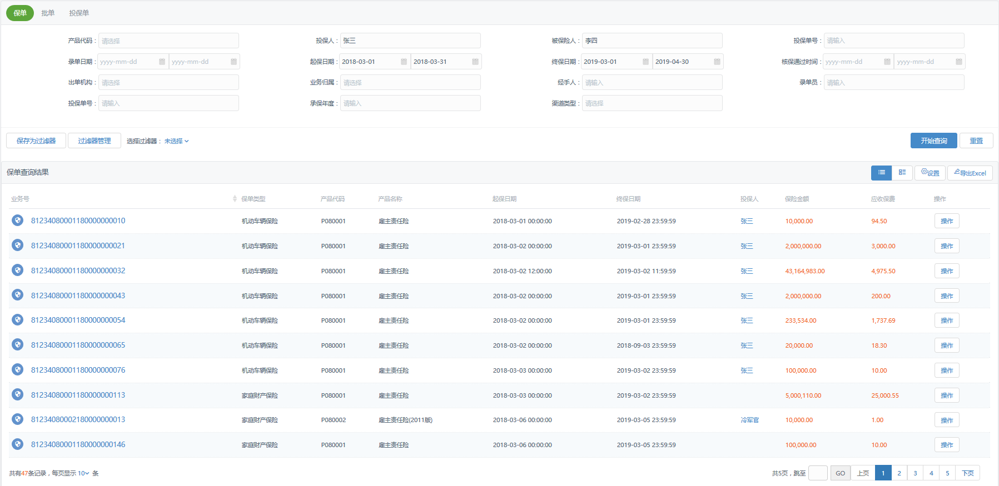 保单 批单 投保单
产品代码： 请选择 投保人： 张三 被保险人： 李四 投保单号： 请输入
录单日期： yyyy-mm-dd yyyy-mm-dd 起保日期： 2018-03-01 2018-03-31 终保日期： 2019-03-01 2019-04-30 核保通过时间： yyyy-mm-dd yyyy-mm-dd
出单机构： 请选择 业务归属： 请选择 经手人： 请输入 录单员： 请输入
投保单号： 请输入 承保年度： 请输入 渠道类型： 请选择
保存为过滤器 过滤器管理 选择过滤器： 未选择 开始查询 重置
保单查询结果 设置 导出Excel
业务号 保单类型 产品代码 产品名称 起保日期 终保日期 投保人 保险金额 应收保费 操作
81234080001180000000010 机动车辆保险 P080001 雇主责任险 2018-03-01 00:00:00 2019-02-28 23:59:59 张三 10,000.00 94.50 操作
81234080001180000000021 机动车辆保险 P080001 雇主责任险 2018-03-02 00:00:00 2019-03-01 23:59:59 张三 2,000,000.00 3,000.00 操作
81234080001180000000032 机动车辆保险 P080001 雇主责任险 2018-03-02 12:00:00 2019-03-02 11:59:59 张三 43,164,983.00 4,975.50 操作
81234080001180000000043 机动车辆保险 P080001 雇主责任险 2018-03-02 00:00:00 2019-03-01 23:59:59 张三 2,000,000.00 200.00 操作
81234080001180000000054 机动车辆保险 P080001 雇主责任险 2018-03-02 00:00:00 2019-03-01 23:59:59 张三 233,534.00 1,737.69 操作
81234080001180000000065 机动车辆保险 P080001 雇主责任险 2018-03-02 00:00:00 2018-09-03 23:59:59 张三 20,000.00 18.30 操作
81234080001180000000076 机动车辆保险 P080001 雇主责任险 2018-03-03 00:00:00 2019-03-02 23:59:59 张三 100,000.00 10.00 操作
81234080001180000000113 家庭财产保险 P080001 雇主责任险 2018-03-03 00:00:00 2019-03-02 23:59:59 5,000,110.00 25,000.55 操作
81234080002180000000013 家庭财产保险 P080002 雇主责任险(2011版) 2018-03-06 00:00:00 2019-03-05 23:59:59 冷军官 10,000.00 1.00 操作
81234080001180000000146 家庭财产保险 P080001 雇主责任险 2018-03-06 00:00:00 2019-03-05 23:59:59 100,000.00 10.00 操作
共有47条记录，每页显示 10 条 共5页，跳至 GO 上页 1 2 3 4 5 下页